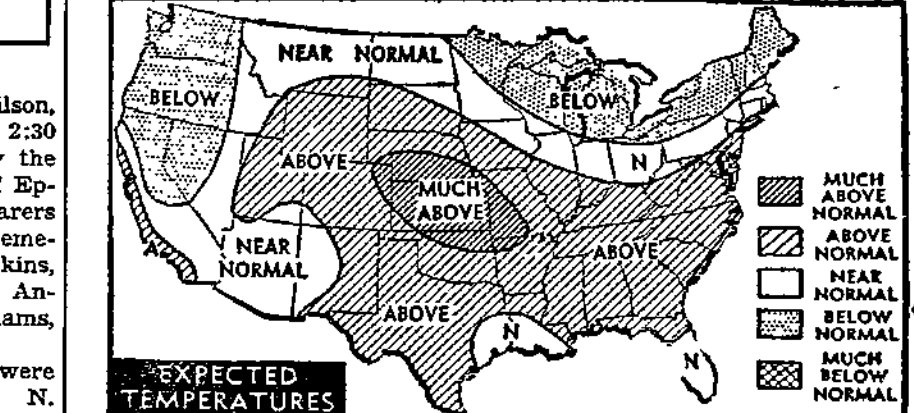 ilson,
2:30
the
Ep-
arers
eme-
kins,
An-
ams,
were
N.
NEAR NORMAL
BELOW
BELOW
ABOVE
N
MUCH
ABOVE
ABOVE
NEAR
NORMAL
A
ABOVE
N
N
EXPECTED
TEMPERATURES
MUCH
ABOVE
NORMAL
ABOVE
NORMAL
NEAR
NORMAL
BELOW
NORMAL
MUCH
BELOW
NORMAL